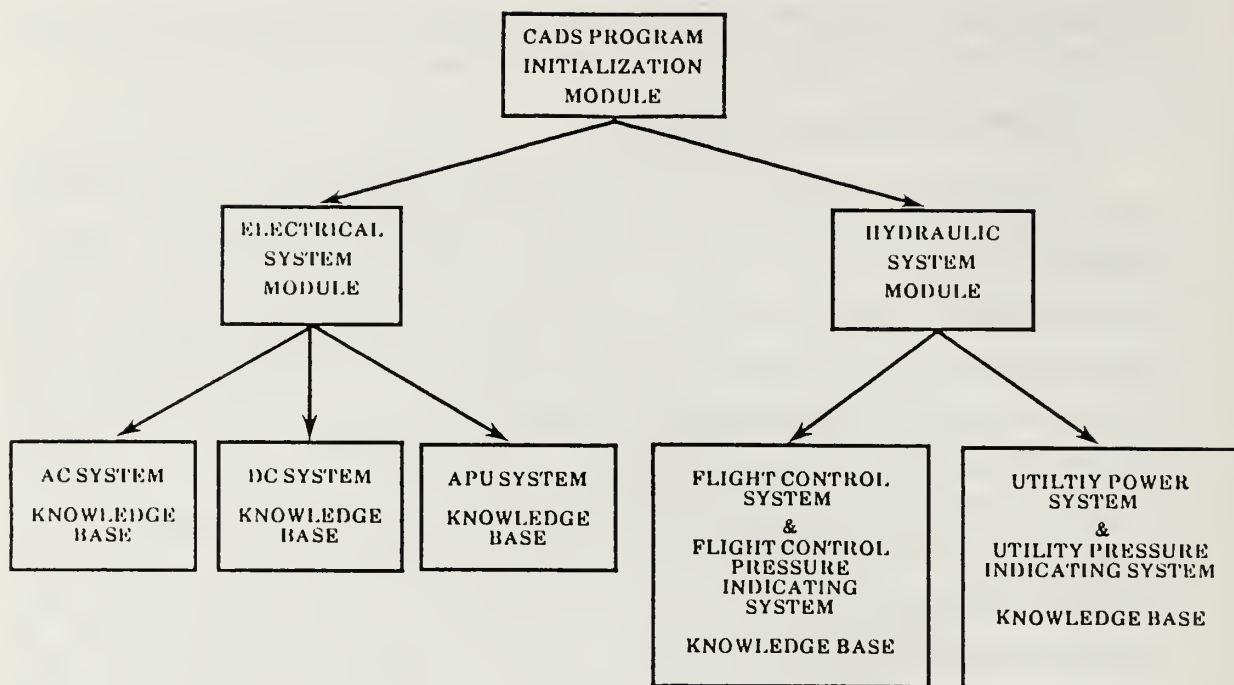 CADS PROGRAM
INITIALIZATION
MODULE
ELECTRICAL
SYSTEM
MODULE
HYDRAULIC
SYSTEM
MODULE
AC SYSTEM
KNOWLEDGE
BASE
DC SYSTEM
KNOWLEDGE
BASE
APU SYSTEM
KNOWLEDGE
BASE
FLIGHT CONTROL
SYSTEM
&
FLIGHT CONTROL
PRESSURE
INDICATING
SYSTEM
KNOWLEDGE BASE
UTILTIY POWER
SYSTEM
&
UTILITY PRESSURE
INDICATING SYSTEM
KNOWLEDGE BASE